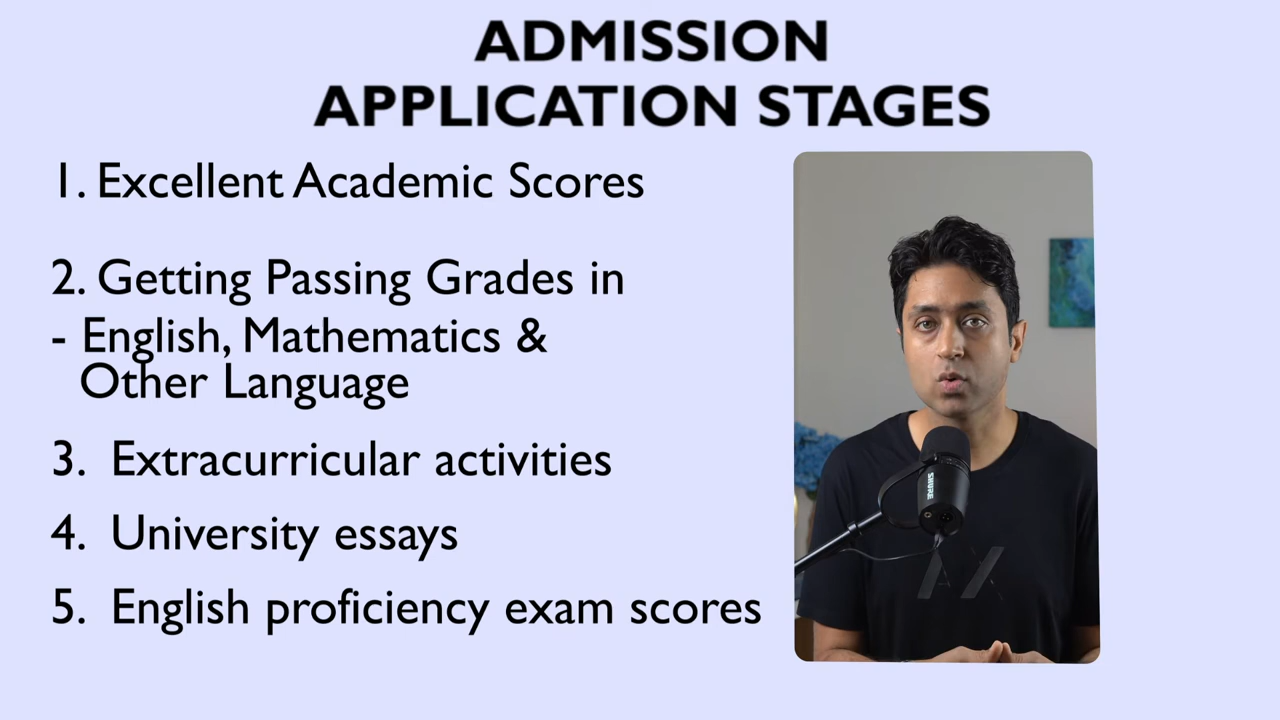 ADMISSION
APPLICATION STAGES
1. Excellent Academic Scores
2. Getting Passing Grades in
- English, Mathematics &
Other Language
3. Extracurricular activities
4. University essays
5. English proficiency exam scores
SHURE